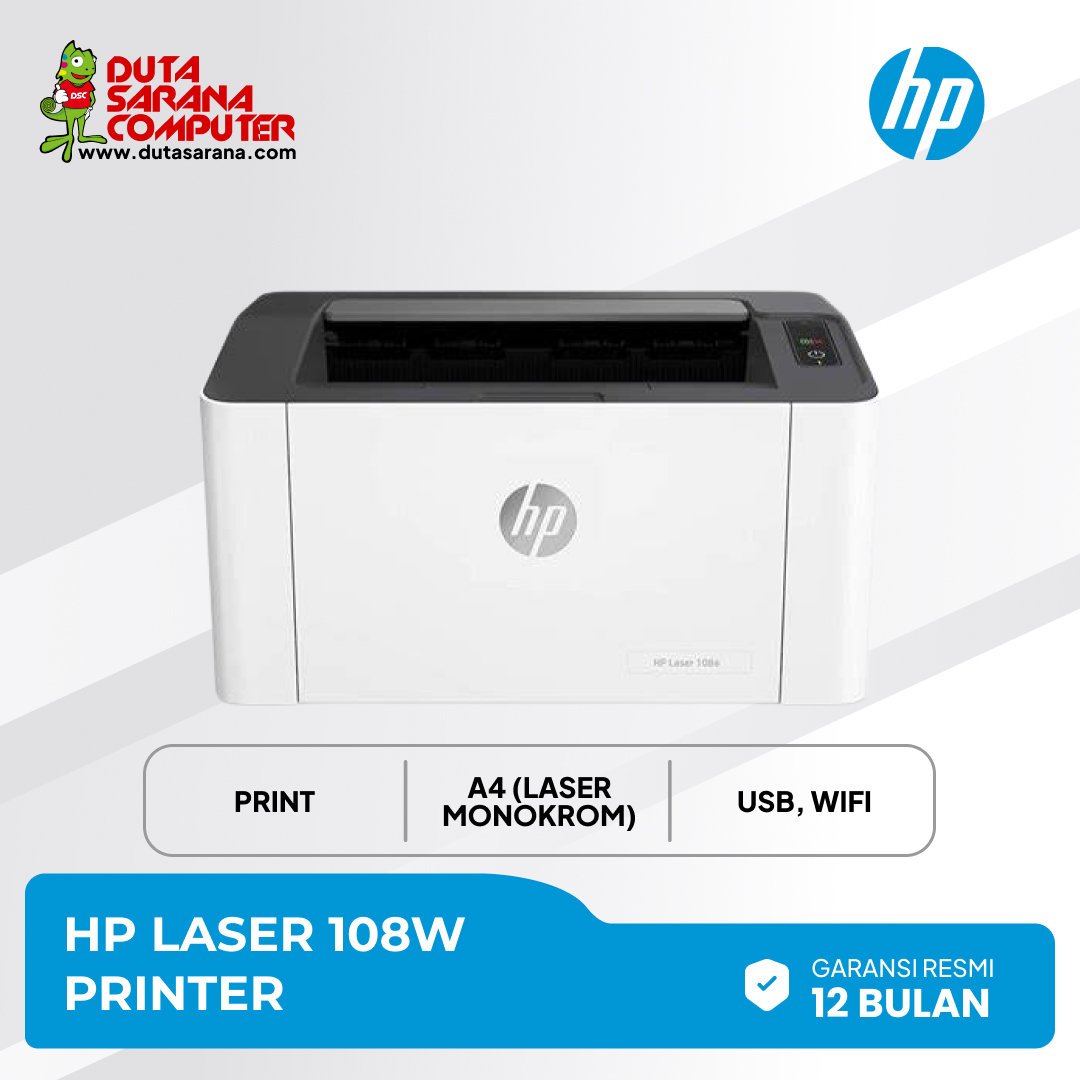 DUTA
SARANA
COMPUTER
DSC
www.dutasarana.com
hp
hp
HP Laser 108a
PRINT
A4 (LASER
MONOKROM)
USB, WIFI
HP LASER 108W
PRINTER
GARANSI RESMI
12 BULAN